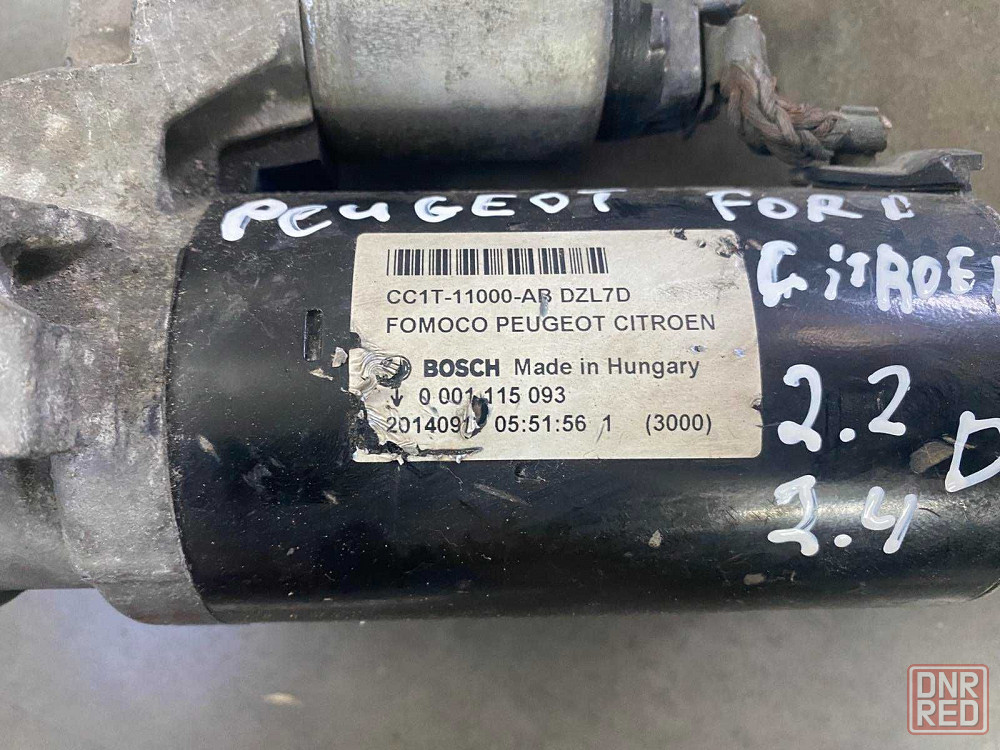 PEUGEOT FORD
CITROEN
CC1T-11000-AB DZL7D
FOMOCO PEUGEOT CITROEN
BOSCH Made in Hungary
0 001 115 093
05:51:56 1 (3000)
2.2
D
2.4
DNR
RED